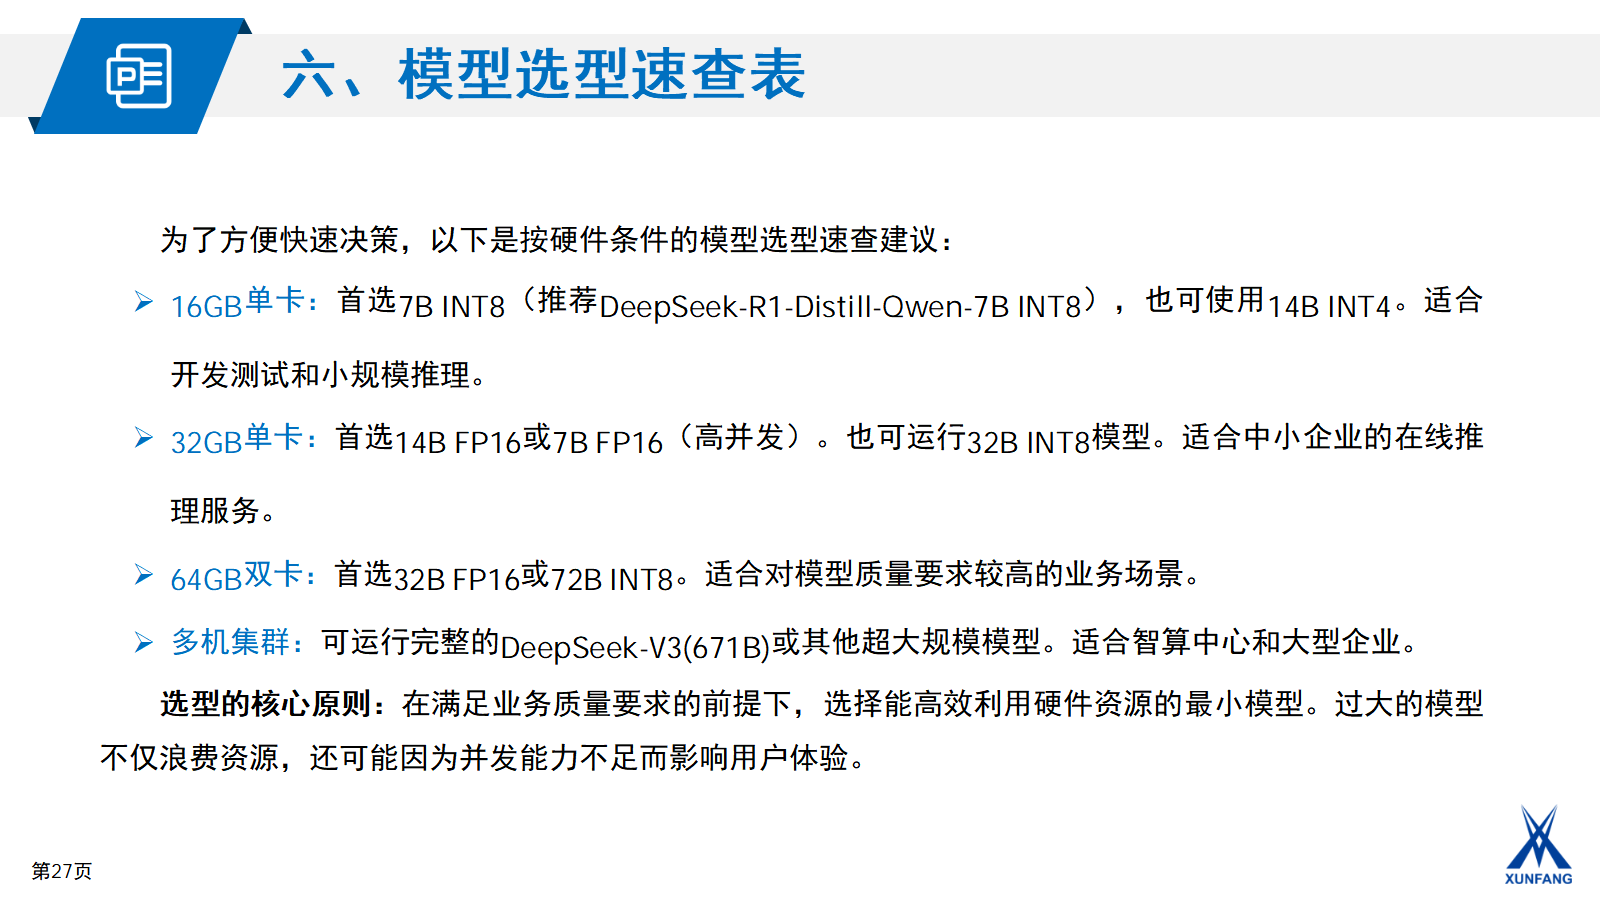 六、模型选型速查表
为了方便快速决策，以下是按硬件条件的模型选型速查建议：
16GB单卡：首选7B INT8（推荐DeepSeek-R1-Distill-Qwen-7B INT8），也可使用14B INT4。适合
开发测试和小规模推理。
32GB单卡：首选14B FP16或7B FP16（高并发）。也可运行32B INT8模型。适合中小企业的在线推
理服务。
64GB双卡：首选32B FP16或72B INT8。适合对模型质量要求较高的业务场景。
多机集群：可运行完整的DeepSeek-V3(671B)或其他超大规模模型。适合智算中心和大型企业。
选型的核心原则：在满足业务质量要求的前提下，选择能高效利用硬件资源的最小模型。过大的模型
不仅浪费资源，还可能因为并发能力不足而影响用户体验。
第27页
XUNFANG